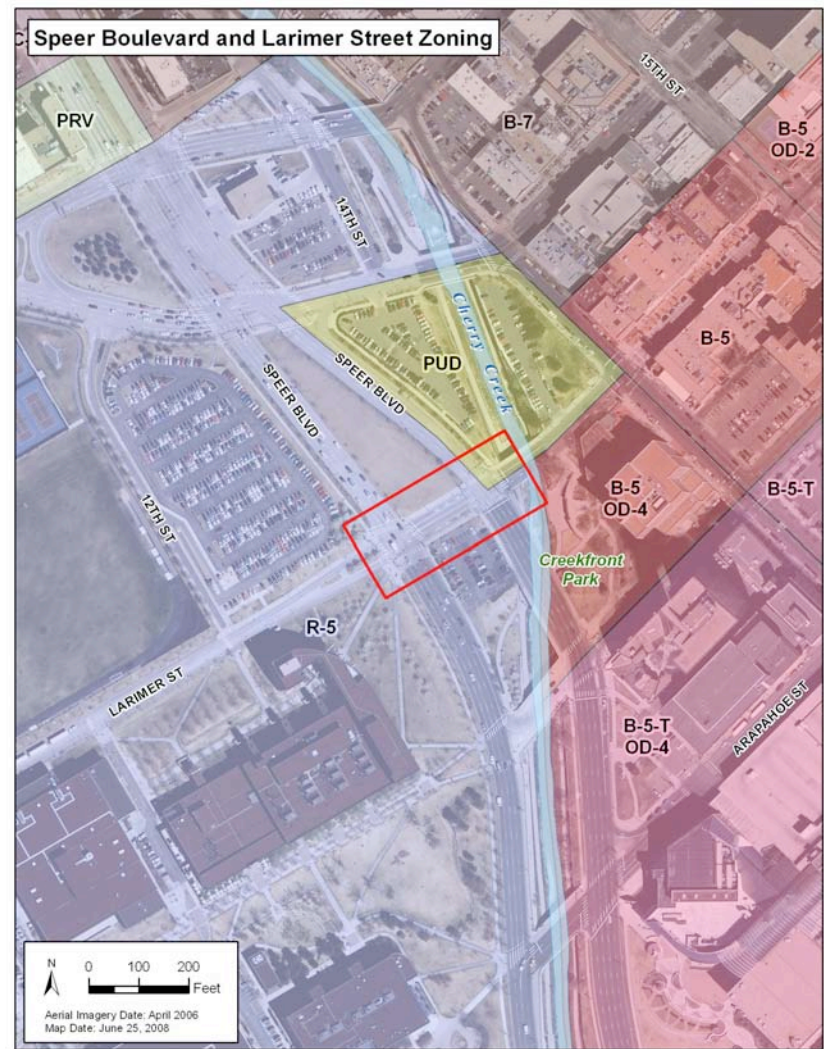 C
Speer Boulevard and Larimer Street Zoning
15TH ST
PRV
B-7
B-5
OD-2
14TH ST
Cherry Creek
B-5
PUD
SPEER BLVD
SPEER BLVD
B-5
OD-4
B-5-T
12TH ST
Creekfront
Park
R-5
LARIMER ST
B-5-T
OD-4
ARAPAHOE ST
N
0 100 200
Feet
Aerial Imagery Date: April 2006
Map Date: June 25, 2008